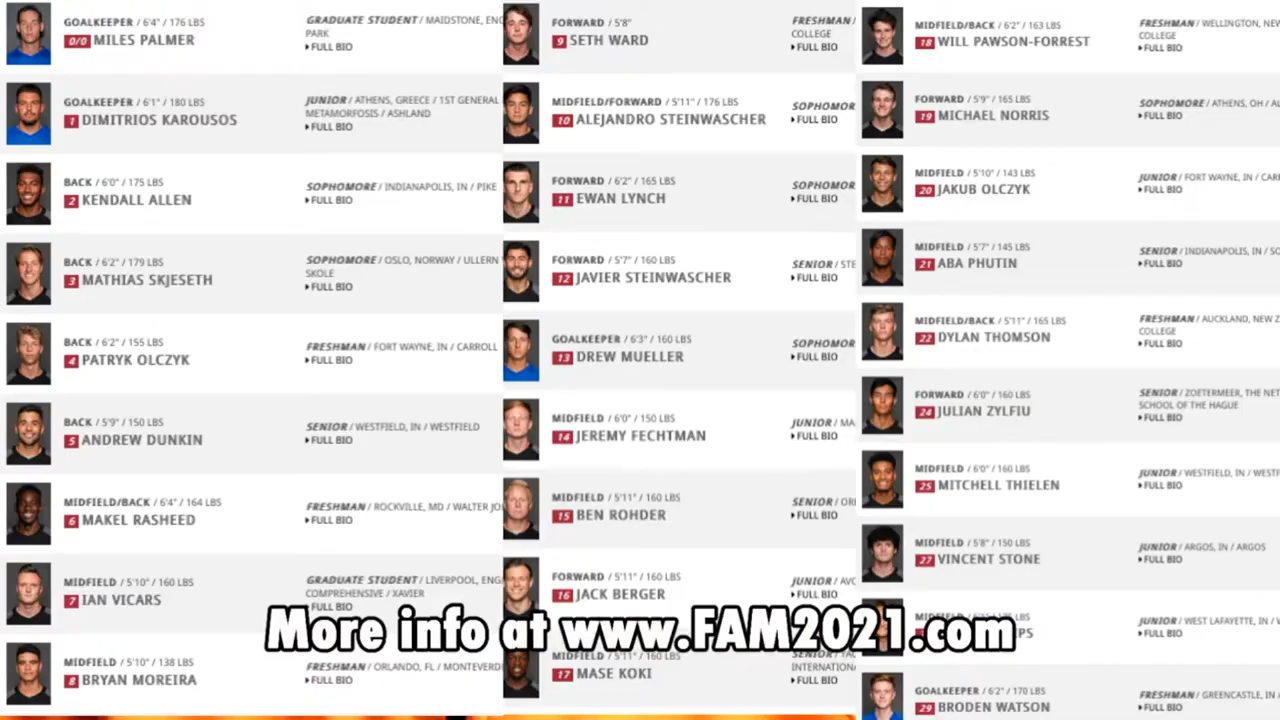 GOALKEEPER / 6'4" / 176 LBS
0/0 MILES PALMER
GRADUATE STUDENT / MAIDSTONE,
PARK
FULL BIO
GOALKEEPER / 6'1" / 180 LBS
1 DIMITRIOS KAROUSOS
JUNIOR / ATHENS, GREECE / 1ST GENERAL
METAMORFOSIS / ASHLAND
FULL BIO
BACK / 6'0" / 175 LBS
2 KENDALL ALLEN
SOPHOMORE / INDIANAPOLIS, IN / PIKE
FULL BIO
BACK / 6'2" / 179 LBS
3 MATHIAS SKJESETH
SOPHOMORE / OSLO, NORWAY / ULLERN
SKOLE
FULL BIO
BACK / 6'2" / 155 LBS
4 PATRYK OLCZYK
FRESHMAN / FORT WAYNE, IN / CARROLL
FULL BIO
BACK / 5'9" / 150 LBS
5 ANDREW DUNKIN
SENIOR / WESTFIELD, IN / WESTFIELD
FULL BIO
MIDFIELD/BACK / 6'4" / 164 LBS
6 MAKEL RASHEED
FRESHMAN / ROCKVILLE, MD / WALTER
FULL BIO
MIDFIELD / 5'10" / 160 LBS
7 IAN VICARS
GRADUATE STUDENT / LIVERPOOL,
COMPREHENSIVE / XAVIER
FULL BIO
MIDFIELD / 5'10" / 138 LBS
8 BRYAN MOREIRA
FRESHMAN / ORLANDO, FL /
FULL BIO
FORWARD / 5'8"
9 SETH WARD
FRESHMAN /
COLLEGE
FULL BIO
MIDFIELD/FORWARD / 5'11" / 176 LBS
10 ALEJANDRO STEINWASCHER
SOPHOMOR
FULL BIO
FORWARD / 6'2" / 165 LBS
11 EWAN LYNCH
SOPHOMOR
FULL BIO
FORWARD / 5'7" / 160 LBS
12 JAVIER STEINWASCHER
SENIOR / STE
FULL BIO
GOALKEEPER / 6'3" / 160 LBS
13 DREW MUELLER
SOPHOMOR
FULL BIO
MIDFIELD / 6'0" / 150 LBS
14 JEREMY FECHTMAN
JUNIOR / MA
FULL BIO
MIDFIELD / 5'11" / 160 LBS
15 BEN ROHDER
SENIOR / ORI
FULL BIO
FORWARD / 5'11" / 160 LBS
16 JACK BERGER
JUNIOR / AVO
FULL BIO
MIDFIELD / 5'11" / 160 LBS
17 MASE KOKI
SENIOR /
INTERNATION
FULL BIO
MIDFIELD/BACK / 6'2" / 163 LBS
18 WILL PAWSON-FORREST
FRESHMAN / WELLINGTON, NEW
COLLEGE
FULL BIO
FORWARD / 5'9" / 165 LBS
19 MICHAEL NORRIS
SOPHOMORE / ATHENS, OH /
FULL BIO
MIDFIELD / 5'10" / 143 LBS
20 JAKUB OLCZYK
JUNIOR / FORT WAYNE, IN / CARR
FULL BIO
MIDFIELD / 5'7" / 145 LBS
21 ABA PHUTIN
SENIOR / INDIANAPOLIS, IN / SO
FULL BIO
MIDFIELD/BACK / 5'11" / 165 LBS
22 DYLAN THOMSON
FRESHMAN / AUCKLAND, NEW Z
COLLEGE
FULL BIO
FORWARD / 6'0" / 160 LBS
24 JULIAN ZYLFIU
SENIOR / ZOETERMEER, THE NET
SCHOOL OF THE HAGUE
FULL BIO
MIDFIELD / 6'0" / 160 LBS
25 MITCHELL THIELEN
JUNIOR / WESTFIELD, IN / WESTF
FULL BIO
MIDFIELD / 5'8" / 150 LBS
27 VINCENT STONE
JUNIOR / ARGOS, IN / ARGOS
FULL BIO
JUNIOR / WEST LAFAYETTE, IN /
FULL BIO
GOALKEEPER / 6'2" / 170 LBS
29 BRODEN WATSON
FRESHMAN / GREENCASTLE, IN /
FULL BIO
More info at www.FAM2021.com